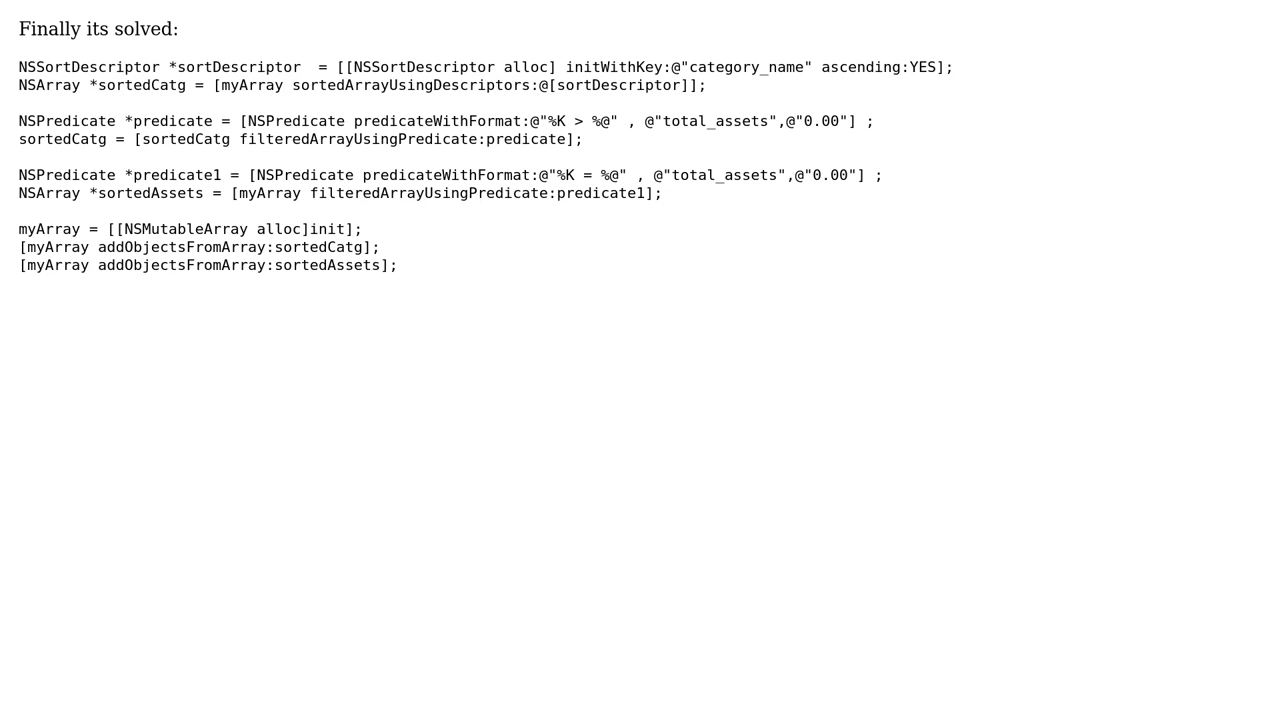 Finally its solved:
NSSortDescriptor *sortDescriptor  = [[NSSortDescriptor alloc] initWithKey:@"category_name" ascending:YES];
NSArray *sortedCatg = [myArray sortedArrayUsingDescriptors:@[sortDescriptor]];
NSPredicate *predicate = [NSPredicate predicateWithFormat:@"%K > %@" , @"total_assets",@"0.00"] ;
sortedCatg = [sortedCatg filteredArrayUsingPredicate:predicate];
NSPredicate *predicate1 = [NSPredicate predicateWithFormat:@"%K = %@" , @"total_assets",@"0.00"] ;
NSArray *sortedAssets = [myArray filteredArrayUsingPredicate:predicate1];
myArray = [[NSMutableArray alloc]init];
[myArray addObjectsFromArray:sortedCatg];
[myArray addObjectsFromArray:sortedAssets];